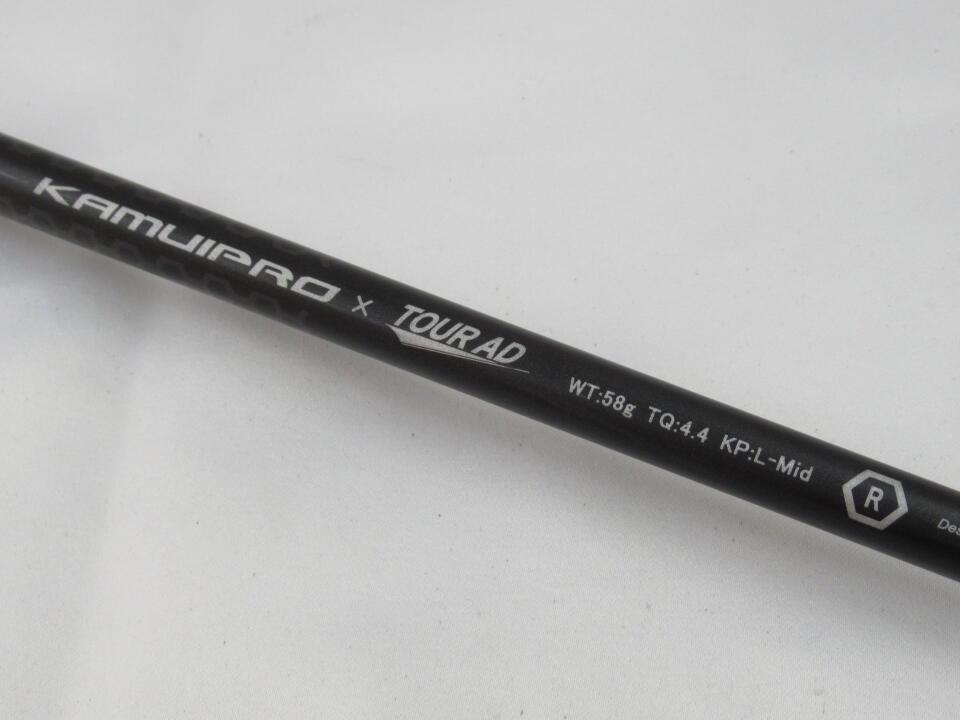 KAMUIPRO x TOUR AD WT:58g TQ:4.4 KP:L-Mid R